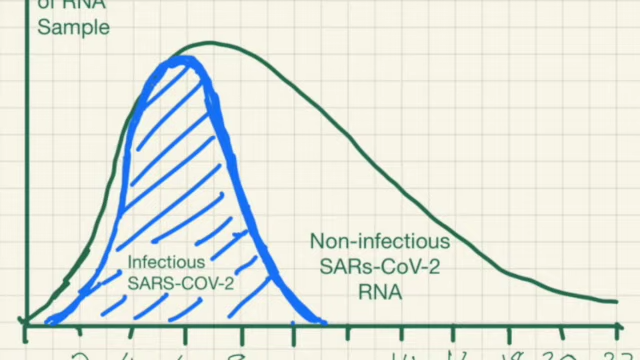 of RNA
Sample
Infectious
SARS-COV-2
Non-infectious
SARs-CoV-2
RNA